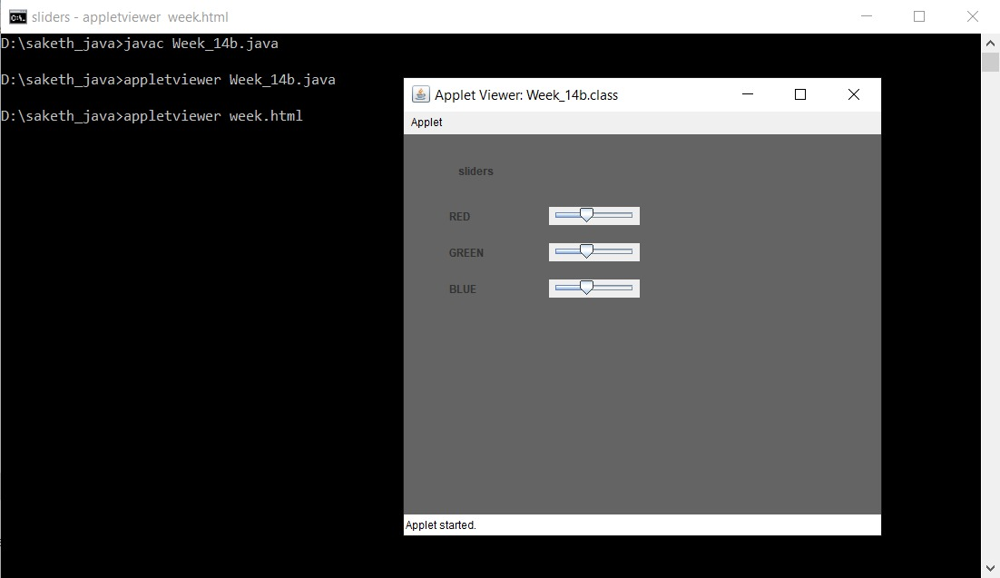 sliders - appletviewer  week.html
D:\saketh_java>javac Week_14b.java
D:\saketh_java>appletviewer Week_14b.java
D:\saketh_java>appletviewer week.html
Applet Viewer: Week_14b.class
Applet
sliders
RED
GREEN
BLUE
Applet started.